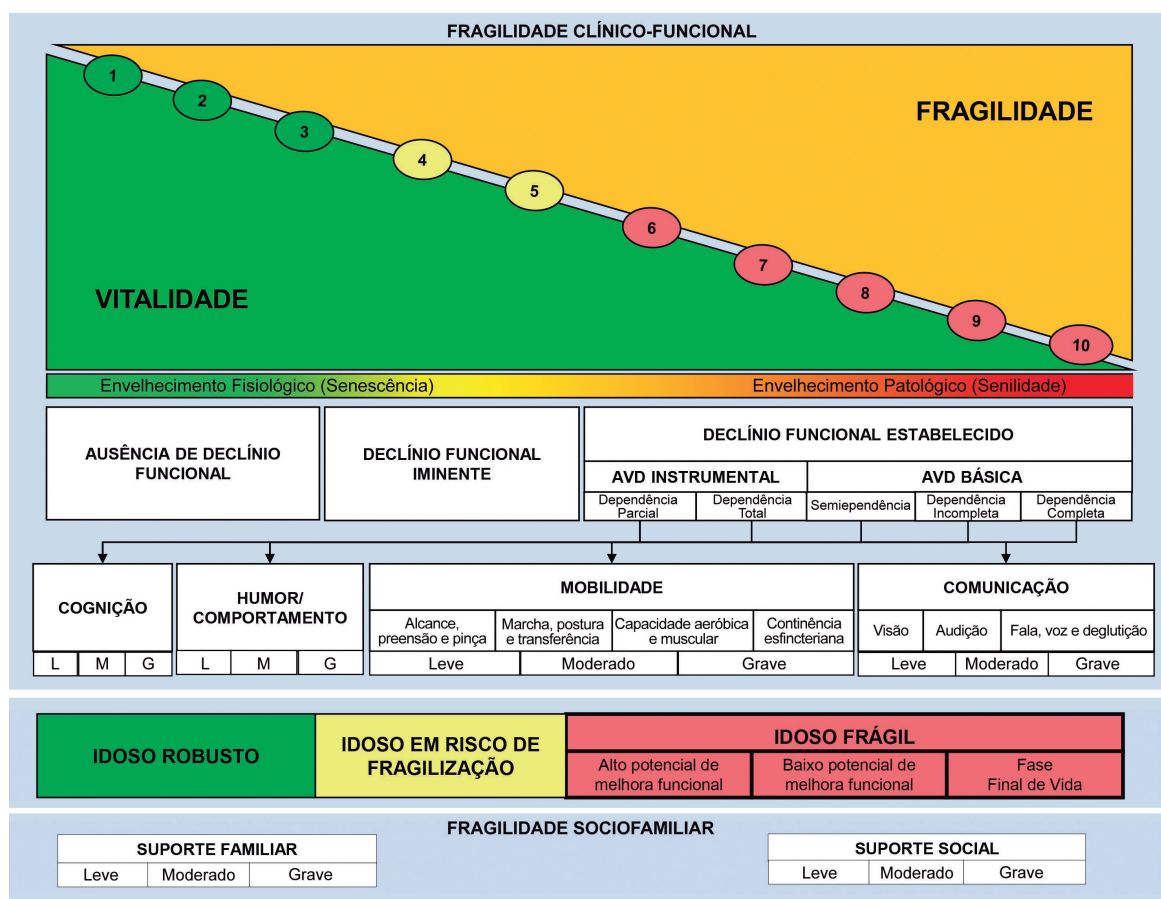 FRAGILIDADE CLÍNICO-FUNCIONAL
1
2
3
4
5
6
7
8
9
10
FRAGILIDADE
VITALIDADE
Envelhecimento Fisiológico (Senescência)
Envelhecimento Patológico (Senilidade)
AUSÊNCIA DE DECLÍNIO
FUNCIONAL
DECLÍNIO FUNCIONAL
IMINENTE
DECLÍNIO FUNCIONAL ESTABELECIDO
AVD INSTRUMENTAL
AVD BÁSICA
Dependência
Parcial
Dependência
Total
Semiependência
Dependência
Incompleta
Dependência
Completa
COGNIÇÃO
L M G
HUMOR/
COMPORTAMENTO
L M G
MOBILIDADE
Alcance,
preensão e pinça
Marcha, postura
e transferência
Capacidade aeróbica
e muscular
Continência
esfincteriana
Leve Moderado Grave
COMUNICAÇÃO
Visão Audição Fala, voz e deglutição
Leve Moderado Grave
IDOSO ROBUSTO
IDOSO EM RISCO DE
FRAGILIZAÇÃO
IDOSO FRÁGIL
Alto potencial de
melhora funcional
Baixo potencial de
melhora funcional
Fase
Final de Vida
FRAGILIDADE SOCIOFAMILIAR
SUPORTE FAMILIAR
Leve Moderado Grave
SUPORTE SOCIAL
Leve Moderado Grave